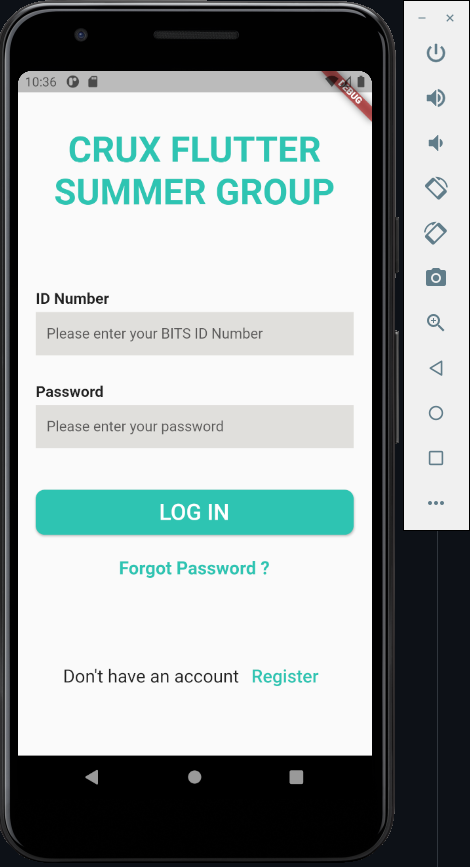 10:36
DEBUG
CRUX FLUTTER
SUMMER GROUP
ID Number
Please enter your BITS ID Number
Password
Please enter your password
LOG IN
Forgot Password ?
Don't have an account Register